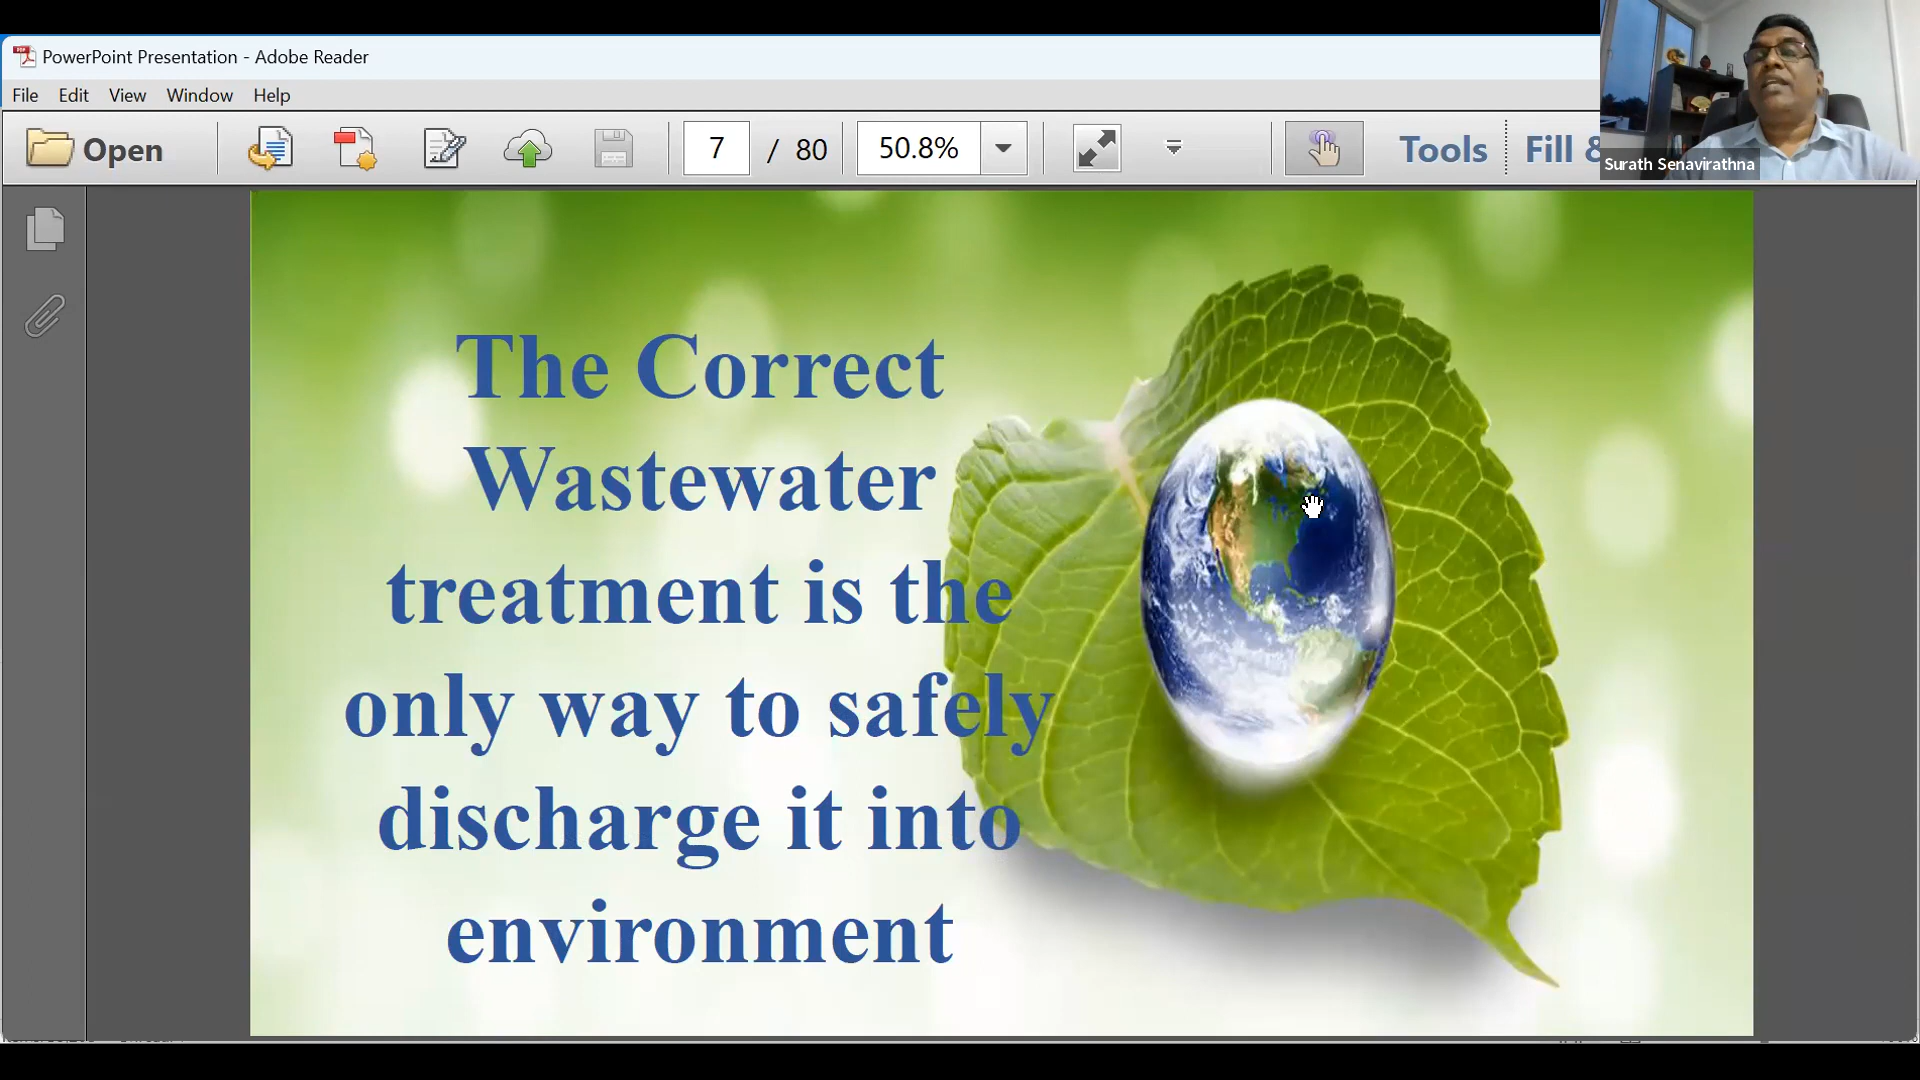 PowerPoint Presentation - Adobe Reader
File Edit View Window Help
Open 7 / 80 50.8% Tools Fill &
Surath Senavirathna
The Correct
Wastewater
treatment is the
only way to safely
discharge it into
environment